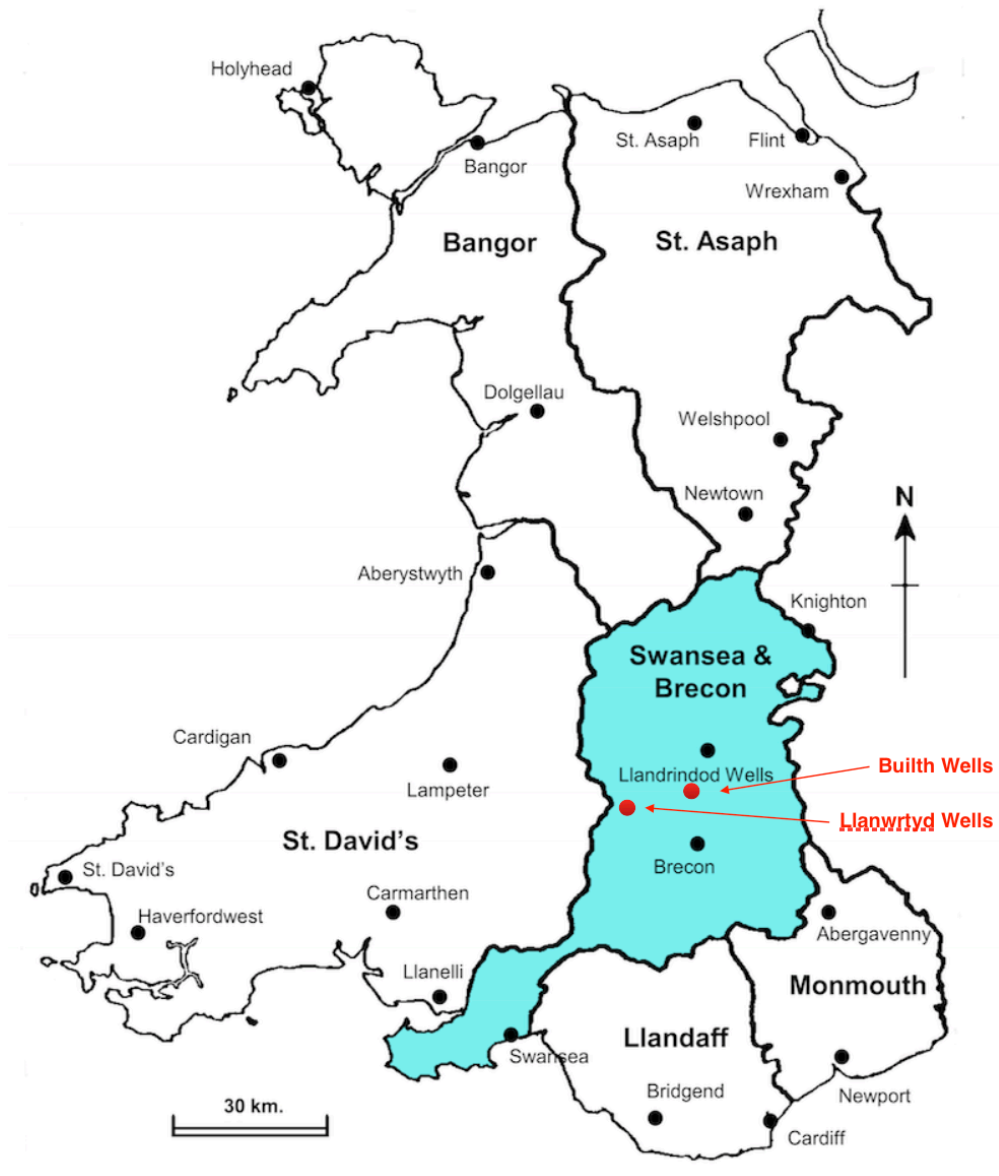 Holyhead
Bangor
St. Asaph
Flint
Wrexham
Bangor
St. Asaph
Dolgellau
Welshpool
Newtown
N
Aberystwyth
Knighton
Swansea &
Brecon
Cardigan
Lampeter
Llandrindod Wells
Builth Wells
Llanwrtyd Wells
St. David's
Brecon
St. David's
Carmarthen
Haverfordwest
Abergavenny
Llanelli
Monmouth
Llandaff
Swansea
Bridgend
Newport
30 km.
Cardiff